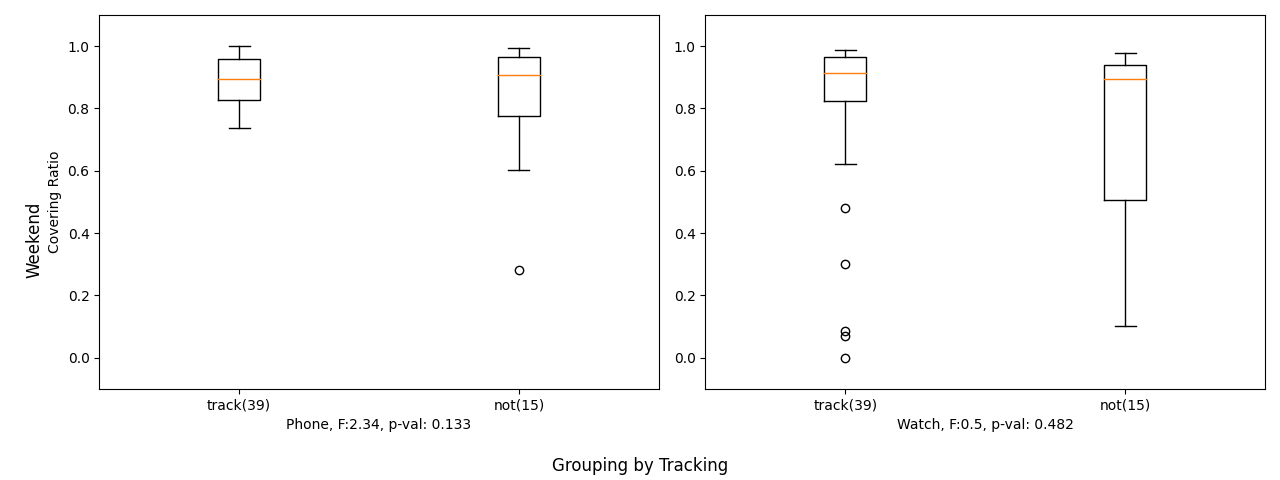 Weekend
Covering Ratio
1.0
0.8
0.6
0.4
0.2
0.0
track(39) not(15)
Phone, F:2.34, p-val: 0.133
1.0
0.8
0.6
0.4
0.2
0.0
track(39) not(15)
Watch, F:0.5, p-val: 0.482
Grouping by Tracking